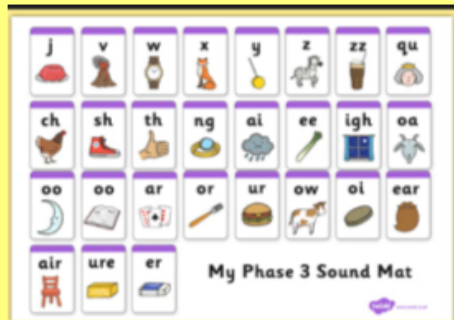 j v w x y z zz qu
ch sh th ng ai ee igh oa
oo oo ar or ur ow oi ear
air ure er
My Phase 3 Sound Mat